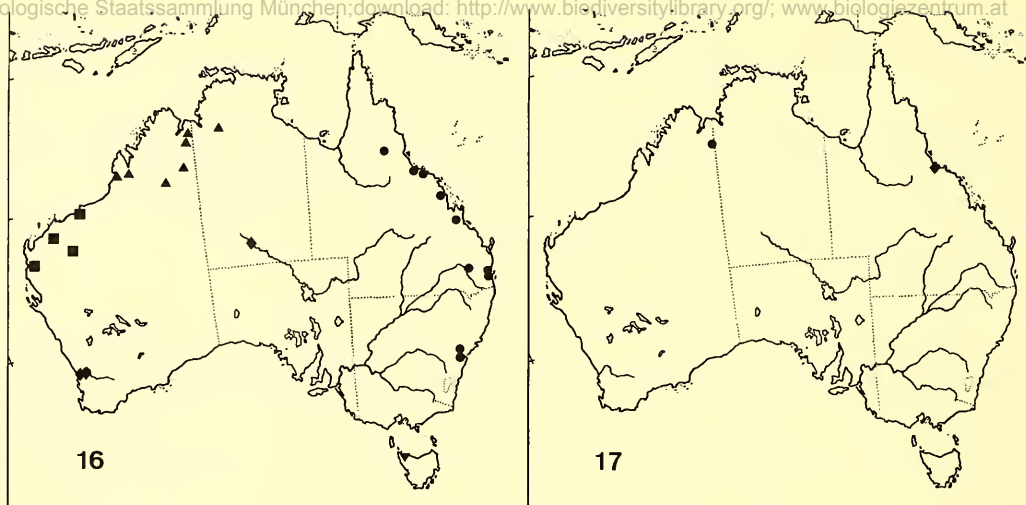 ologische Staatssammlung München;download: http://www.biodiversitylibrary.org/; www.biologiezentrum.at
16
17